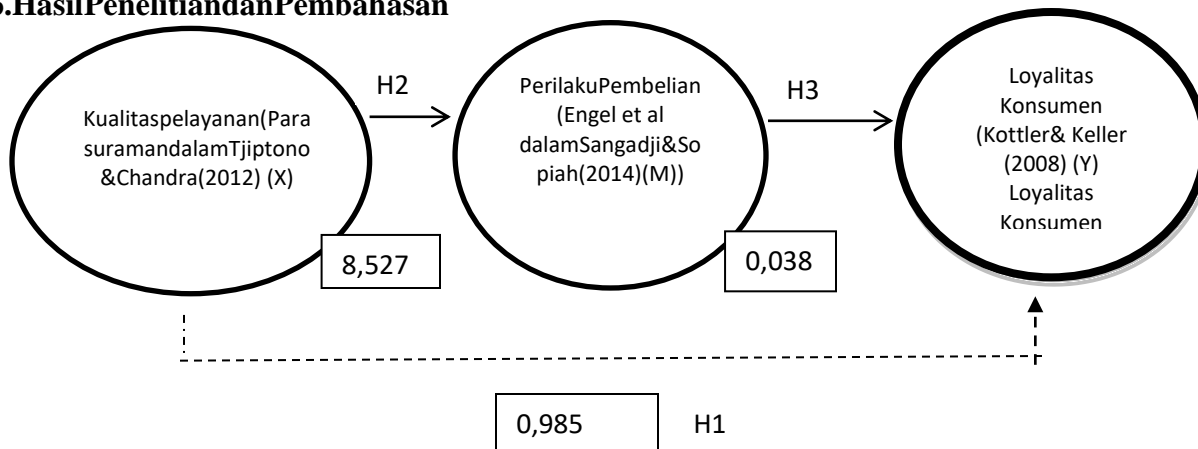 .HasilPenelitiandanPembahasan
Kualitaspelayanan(Para
suramandalamTjiptono
&Chandra(2012) (X)
H2
PerilakuPembelian
(Engel et al
dalamSangadji&So
piah(2014)(M))
H3
Loyalitas
Konsumen
(Kottler& Keller
(2008) (Y)
Loyalitas
Konsumen
8,527
0,038
0,985
H1